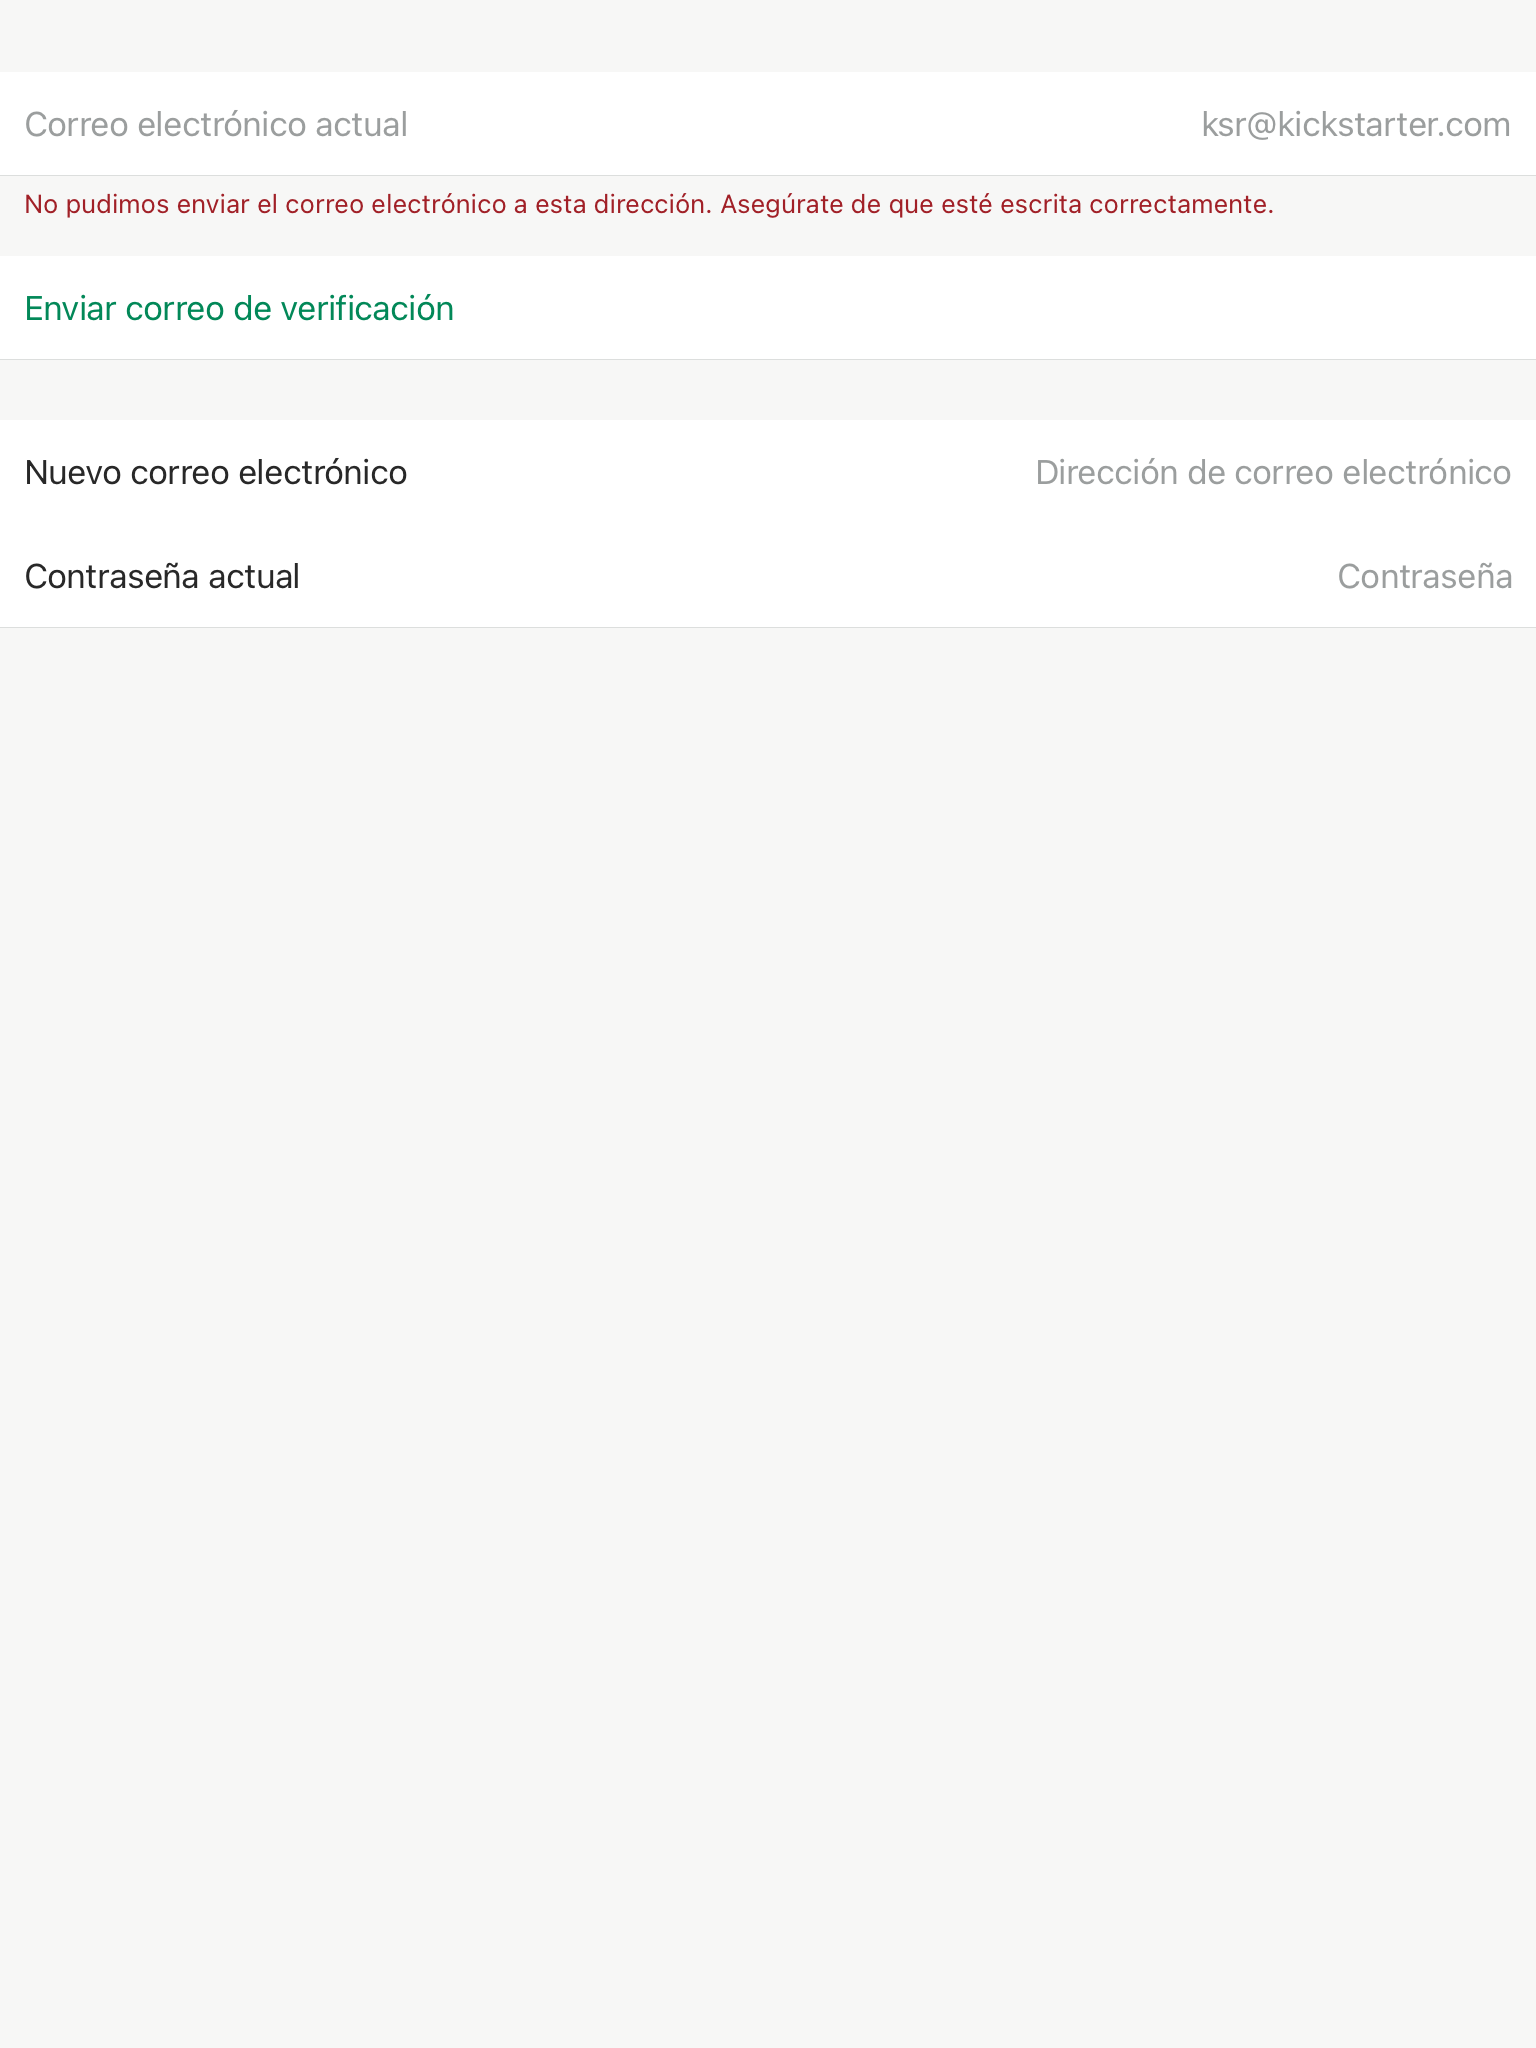 Correo electrónico actual ksr@kickstarter.com
No pudimos enviar el correo electrónico a esta dirección. Asegúrate de que esté escrita correctamente.
Enviar correo de verificación
Nuevo correo electrónico Dirección de correo electrónico
Contraseña actual Contraseña